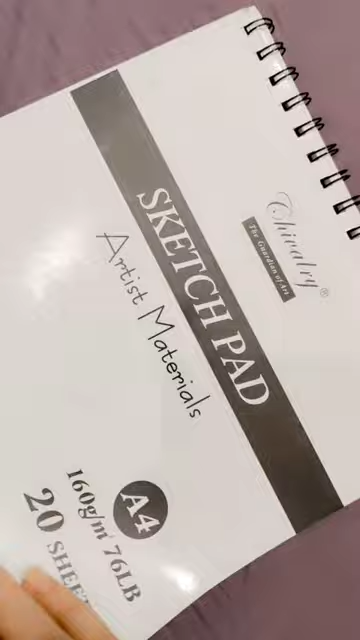 Chivalry®
The Guardian of Art
SKETCH PAD
Artist Materials
A4
160g/m² 76LB
20 SHEE